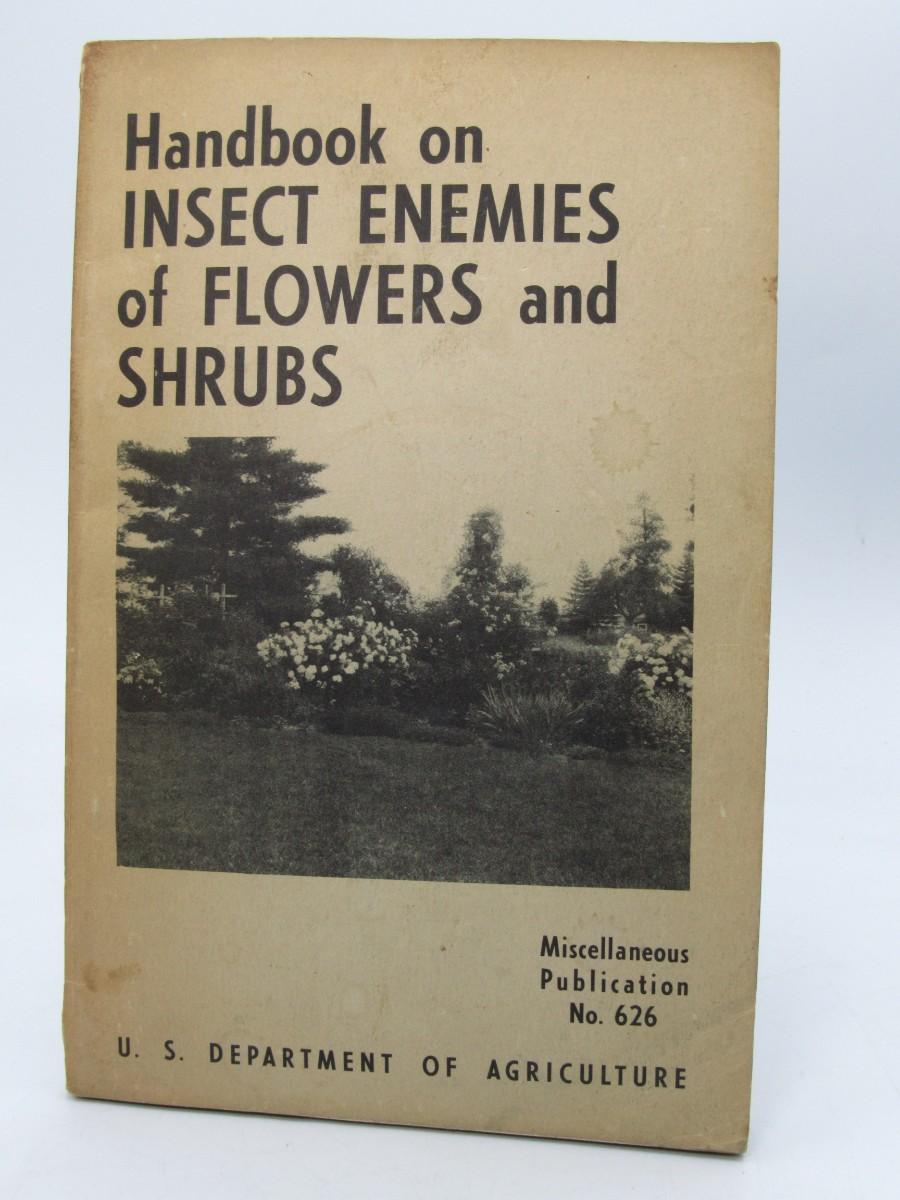 Handbook on
INSECT ENEMIES
of FLOWERS and
SHRUBS
Miscellaneous
Publication
No. 626
U. S. DEPARTMENT OF AGRICULTURE